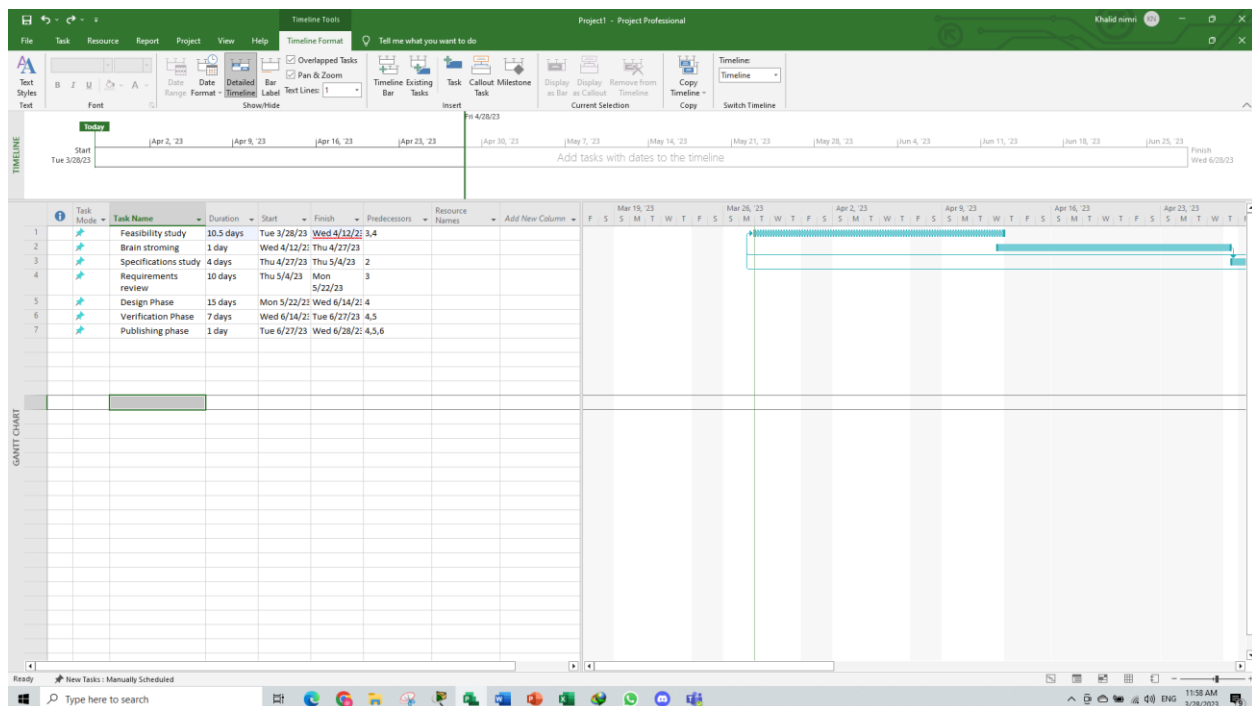 Timeline Tools
Project1 - Project Professional
Khalid nimri KN
File Task Resource Report Project View Help Timeline Format Tell me what you want to do
Text Styles
B I U A
Date Range
Date Format
Detailed Timeline
Bar Label
Overlapped Tasks
Pan & Zoom
Text Lines: 1
Timeline Bar
Existing Tasks
Task
Callout Task
Milestone
Display as Bar
Display as Callout
Remove from Timeline
Copy Timeline
Timeline:
Timeline
Text Font Show/Hide Insert Current Selection Copy Switch Timeline
TIMELINE
Fri 4/28/23
Today
Apr 2, '23 Apr 9, '23 Apr 16, '23 Apr 23, '23 Apr 30, '23 May 7, '23 May 14, '23 May 21, '23 May 28, '23 Jun 4, '23 Jun 11, '23 Jun 18, '23 Jun 25, '23
Start
Tue 3/28/23
Add tasks with dates to the timeline
Finish
Wed 6/28/23
Task Mode Task Name Duration Start Finish Predecessors Resource Names Add New Column
Mar 19, '23 Mar 26, '23 Apr 2, '23 Apr 9, '23 Apr 16, '23 Apr 23, '23
F S S M T W T F S S M T W T F S S M T W T F S S M T W T F S S M T W T F S S M T W T
1 Feasibility study 10.5 days Tue 3/28/23 Wed 4/12/23 3,4
2 Brain stroming 1 day Wed 4/12/23 Thu 4/27/23
3 Specifications study 4 days Thu 4/27/23 Thu 5/4/23 2
4 Requirements review 10 days Thu 5/4/23 Mon 5/22/23 3
5 Design Phase 15 days Mon 5/22/23 Wed 6/14/23 4
6 Verification Phase 7 days Wed 6/14/23 Tue 6/27/23 4,5
7 Publishing phase 1 day Tue 6/27/23 Wed 6/28/23 4,5,6
GANTT CHART
Ready New Tasks : Manually Scheduled
Type here to search
ENG
11:58 AM
3/28/2023